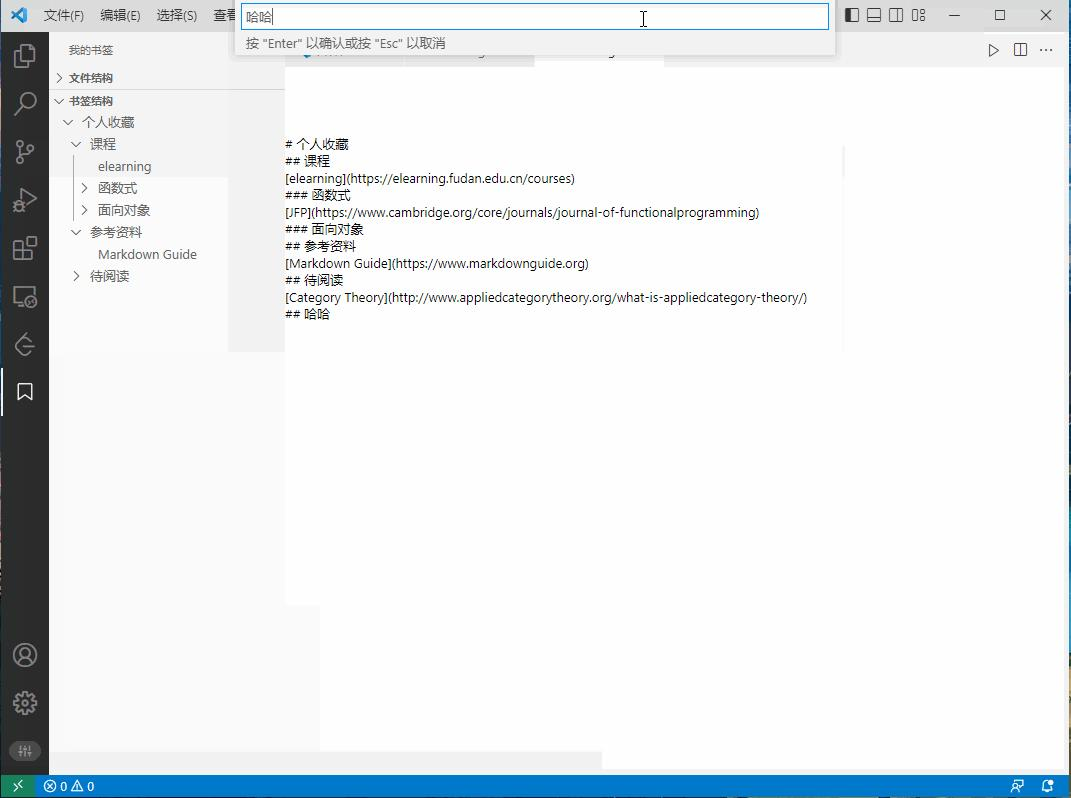 文件(F) 编辑(E) 选择(S) 查看
哈哈
按 "Enter" 以确认或按 "Esc" 以取消
我的书签
文件结构
书签结构
个人收藏
课程
elearning
函数式
面向对象
参考资料
Markdown Guide
待阅读
# 个人收藏
## 课程
[elearning](https://elearning.fudan.edu.cn/courses)
### 函数式
[JFP](https://www.cambridge.org/core/journals/journal-of-functionalprogramming)
### 面向对象
## 参考资料
[Markdown Guide](https://www.markdownguide.org)
## 待阅读
[Category Theory](http://www.appliedcategorytheory.org/what-is-appliedcategory-theory/)
## 哈哈
0 0